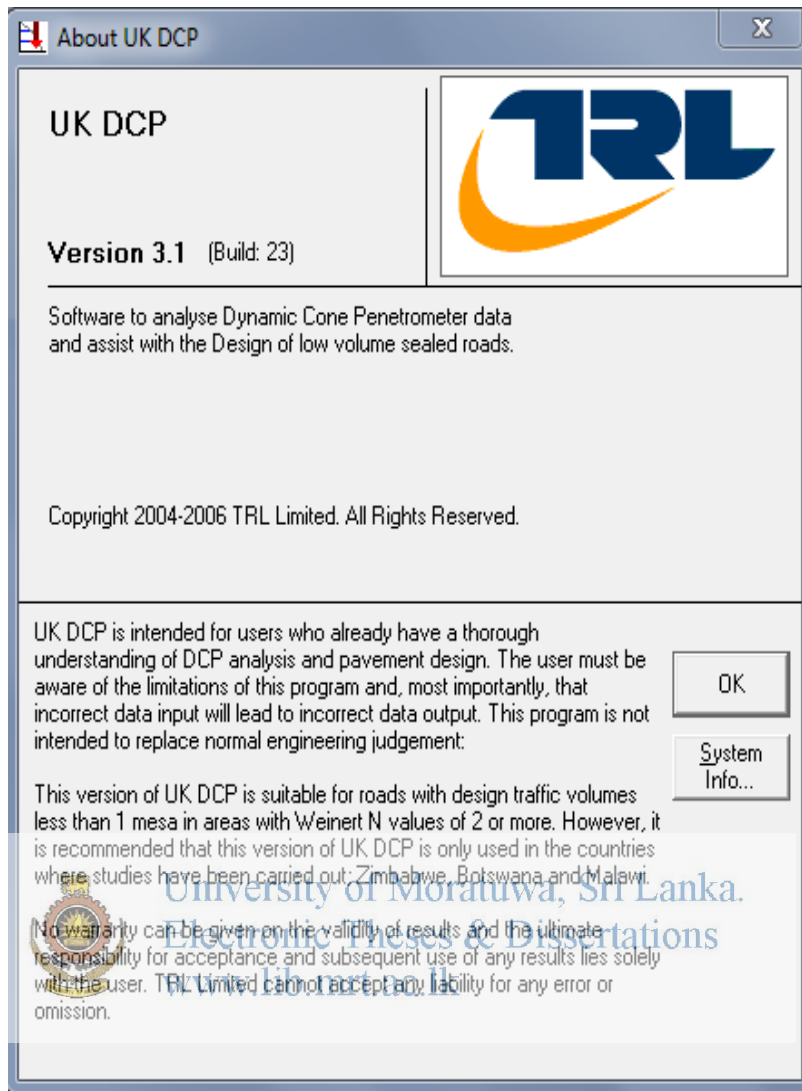 About UK DCP
X
UK DCP
TRL
Version 3.1 (Build: 23)
Software to analyse Dynamic Cone Penetrometer data
and assist with the Design of low volume sealed roads.
Copyright 2004-2006 TRL Limited. All Rights Reserved.
UK DCP is intended for users who already have a thorough
understanding of DCP analysis and pavement design. The user must be
aware of the limitations of this program and, most importantly, that
incorrect data input will lead to incorrect data output. This program is not
intended to replace normal engineering judgement:
OK
System
Info...
This version of UK DCP is suitable for roads with design traffic volumes
less than 1 mesa in areas with Weinert N values of 2 or more. However, it
is recommended that this version of UK DCP is only used in the countries
where studies have been carried out; Zimbabwe, Botswana and Malawi.
University of Moratuwa, Sri Lanka.
No warranty can be given on the validity of results and the ultimate
Electronic Theses & Dissertations
responsibility for acceptance and subsequent use of any results lies solely
with the user. TRL Limited cannot accept any liability for any error or
www.lib.mrt.ac.lk
omission.